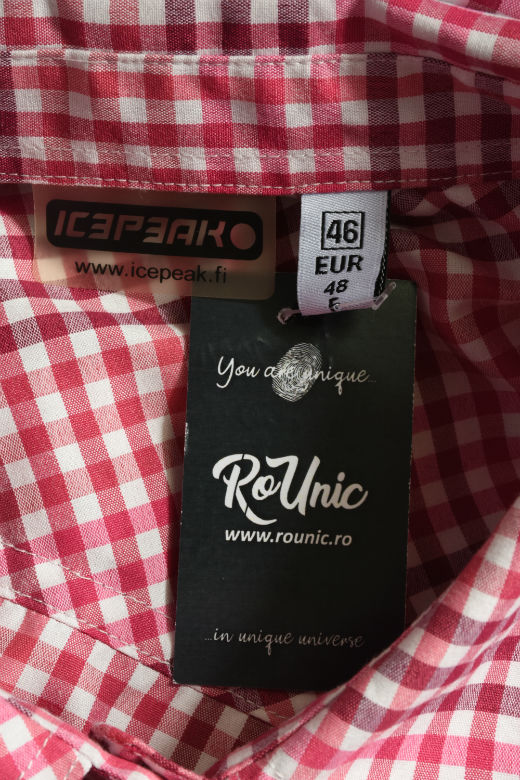 ICEPEAK
www.icepeak.fi
46
EUR
48
F
You are unique...
RoUnic
www.rounic.ro
...in unique universe